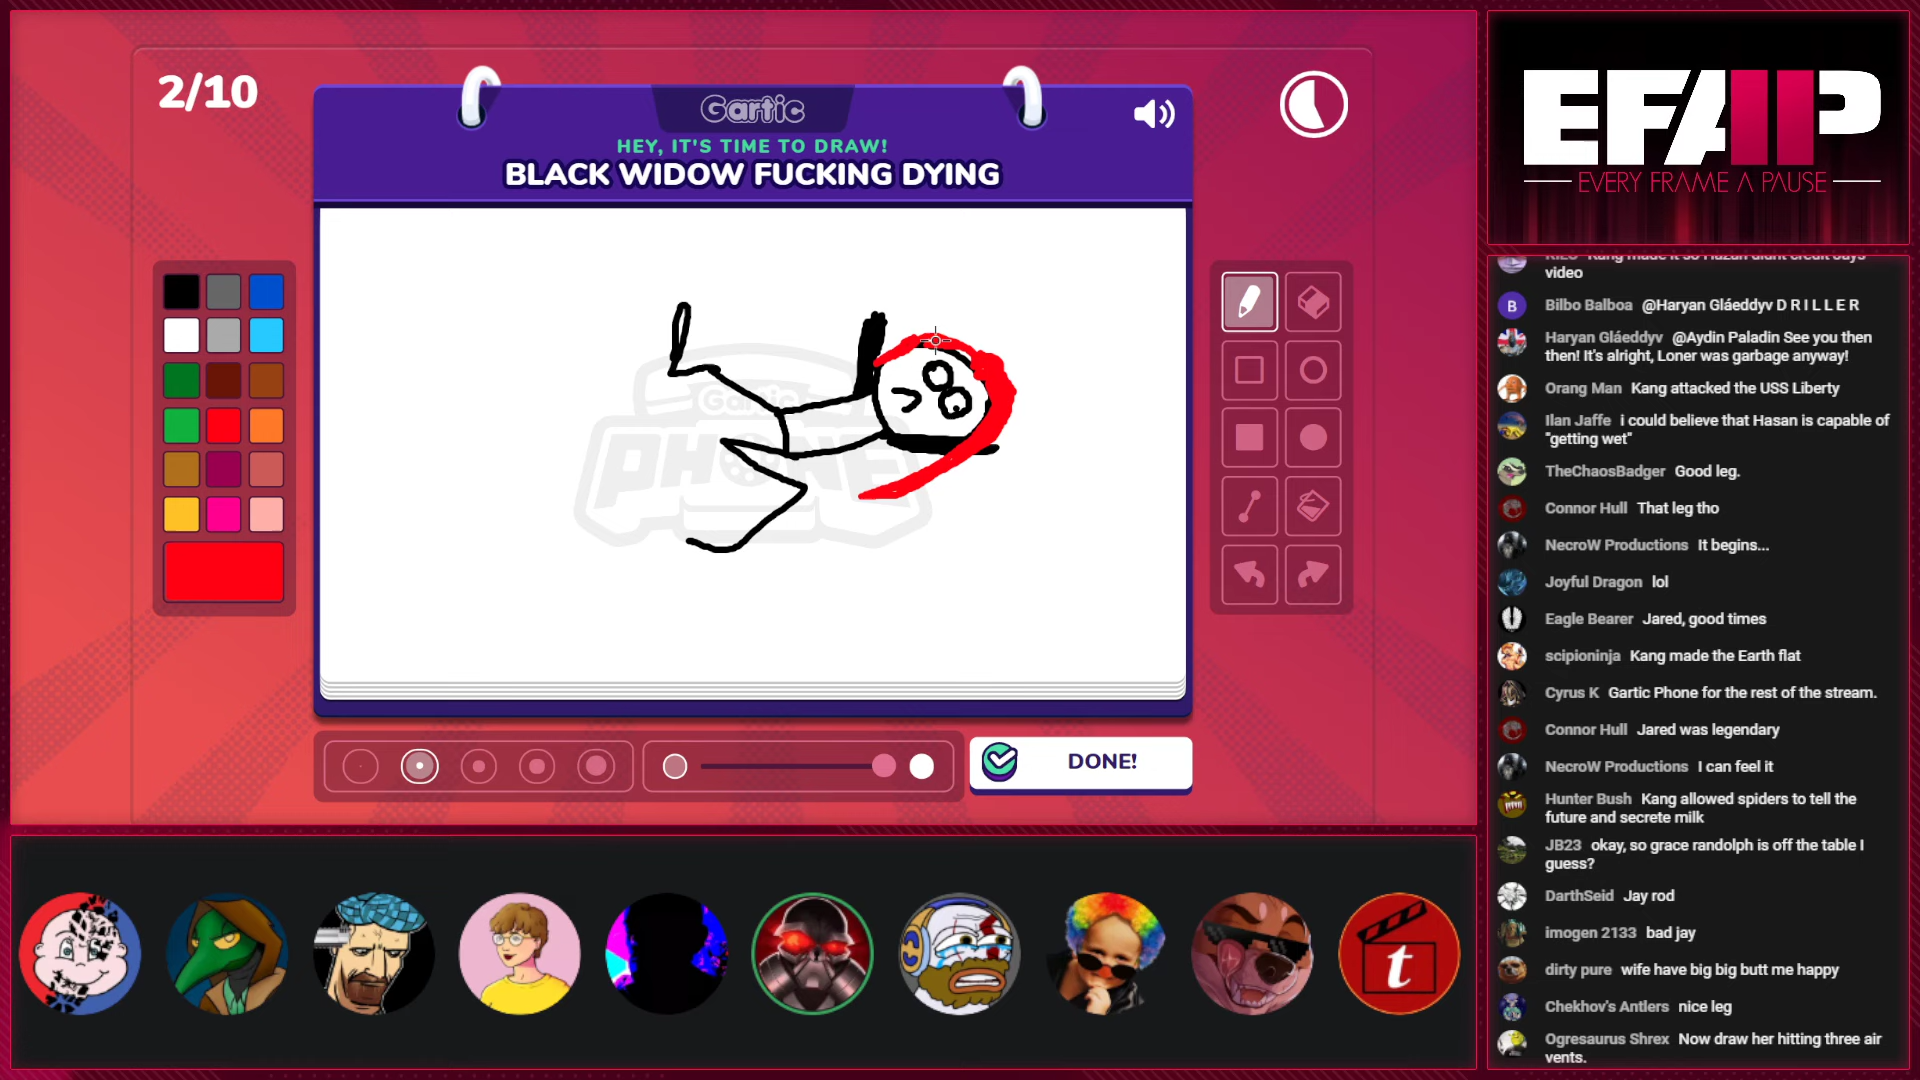 2/10
Gartic
HEY, IT'S TIME TO DRAW!
BLACK WIDOW FUCKING DYING
Gartic
PHONE
DONE!
EFAP
EVERY FRAME A PAUSE
video
Bilbo Balboa @Haryan Gláeddyv D R I L L E R
Haryan Gláeddyv @Aydin Paladin See you then
then! It's alright, Loner was garbage anyway!
Orang Man Kang attacked the USS Liberty
Ilan Jaffe i could believe that Hasan is capable of
"getting wet"
TheChaosBadger Good leg.
Connor Hull That leg tho
NecroW Productions It begins...
Joyful Dragon lol
Eagle Bearer Jared, good times
scipioninja Kang made the Earth flat
Cyrus K Gartic Phone for the rest of the stream.
Connor Hull Jared was legendary
NecroW Productions I can feel it
Hunter Bush Kang allowed spiders to tell the
future and secrete milk
JB23 okay, so grace randolph is off the table I
guess?
DarthSeid Jay rod
imogen 2133 bad jay
dirty pure wife have big big butt me happy
Chekhov's Antlers nice leg
Ogresaurus Shrex Now draw her hitting three air
vents.
B
t